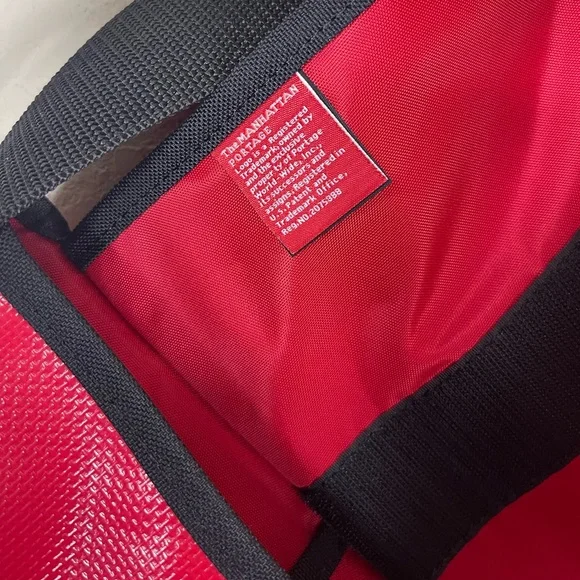 The MANHATTAN
PORTAGE
Logo is a Registered
Trademark, owned by
and the exclusive
property of Portage
World-Wide, Inc.,
its successors and
assigns; Registered in
U.S Patent and
Trademark Office,
Reg.NO.2075388